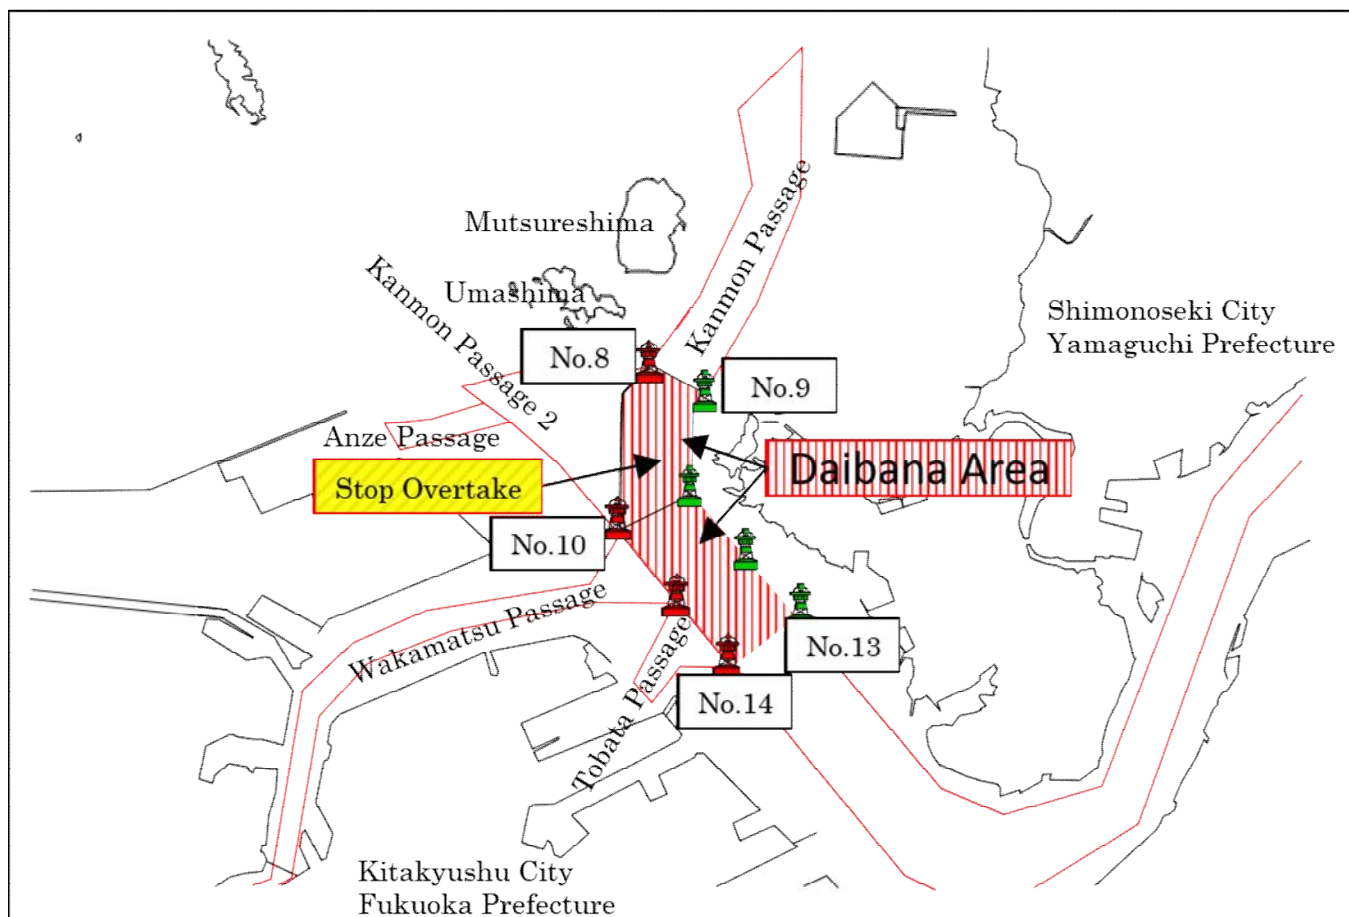 Mutsureshima
Kanmon Passage
Umashima
Kanmon Passage 2
Shimonoseki City
Yamaguchi Prefecture
No.8
No.9
Anze Passage
Stop Overtake
Daibana Area
No.10
Wakamatsu Passage
No.13
No.14
Tobata Passage
Kitakyushu City
Fukuoka Prefecture